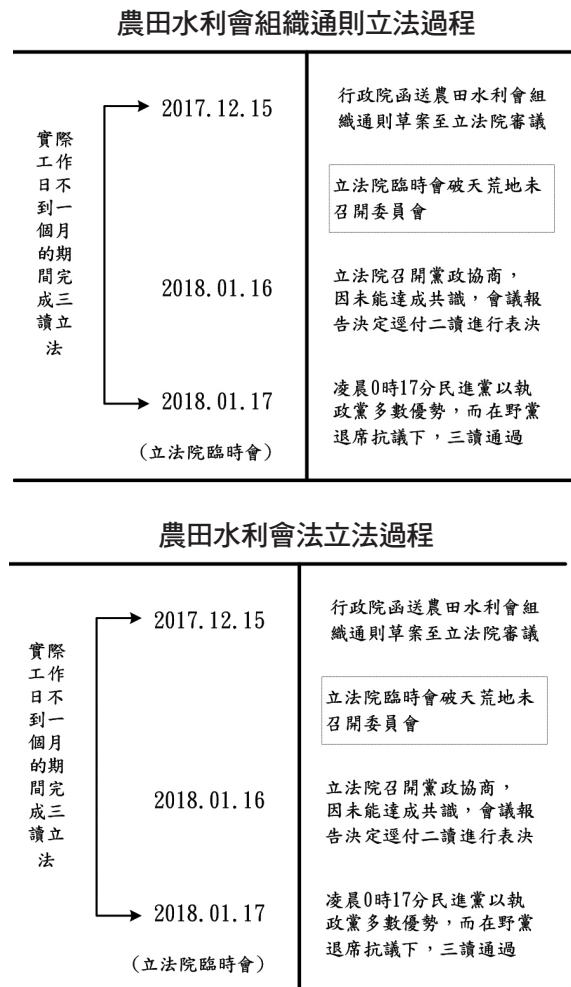 農田水利會組織通則立法過程
實際
工作
日不
到一
個月
的期
間完
成三
讀立
法
2017.12.15
行政院函送農田水利會組
織通則草案至立法院審議
立法院臨時會破天荒地未
召開委員會
2018.01.16
立法院召開黨政協商，
因未能達成共識，會議報
告決定逕付二讀進行表決
2018.01.17
(立法院臨時會)
凌晨0時17分民進黨以執
政黨多數優勢，而在野黨
退席抗議下，三讀通過
農田水利會法立法過程
實際
工作
日不
到一
個月
的期
間完
成三
讀立
法
2017.12.15
行政院函送農田水利會組
織通則草案至立法院審議
立法院臨時會破天荒地未
召開委員會
2018.01.16
立法院召開黨政協商，
因未能達成共識，會議報
告決定逕付二讀進行表決
2018.01.17
(立法院臨時會)
凌晨0時17分民進黨以執
政黨多數優勢，而在野黨
退席抗議下，三讀通過